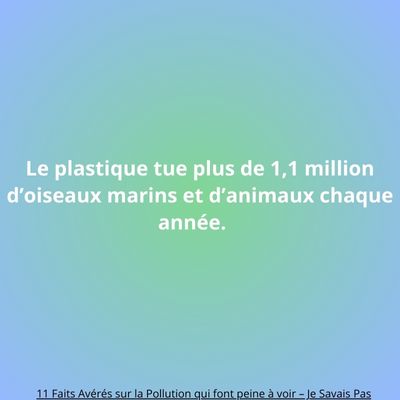 Le plastique tue plus de 1,1 million
d’oiseaux marins et d’animaux chaque
année.
11 Faits Avérés sur la Pollution qui font peine à voir – Je Savais Pas